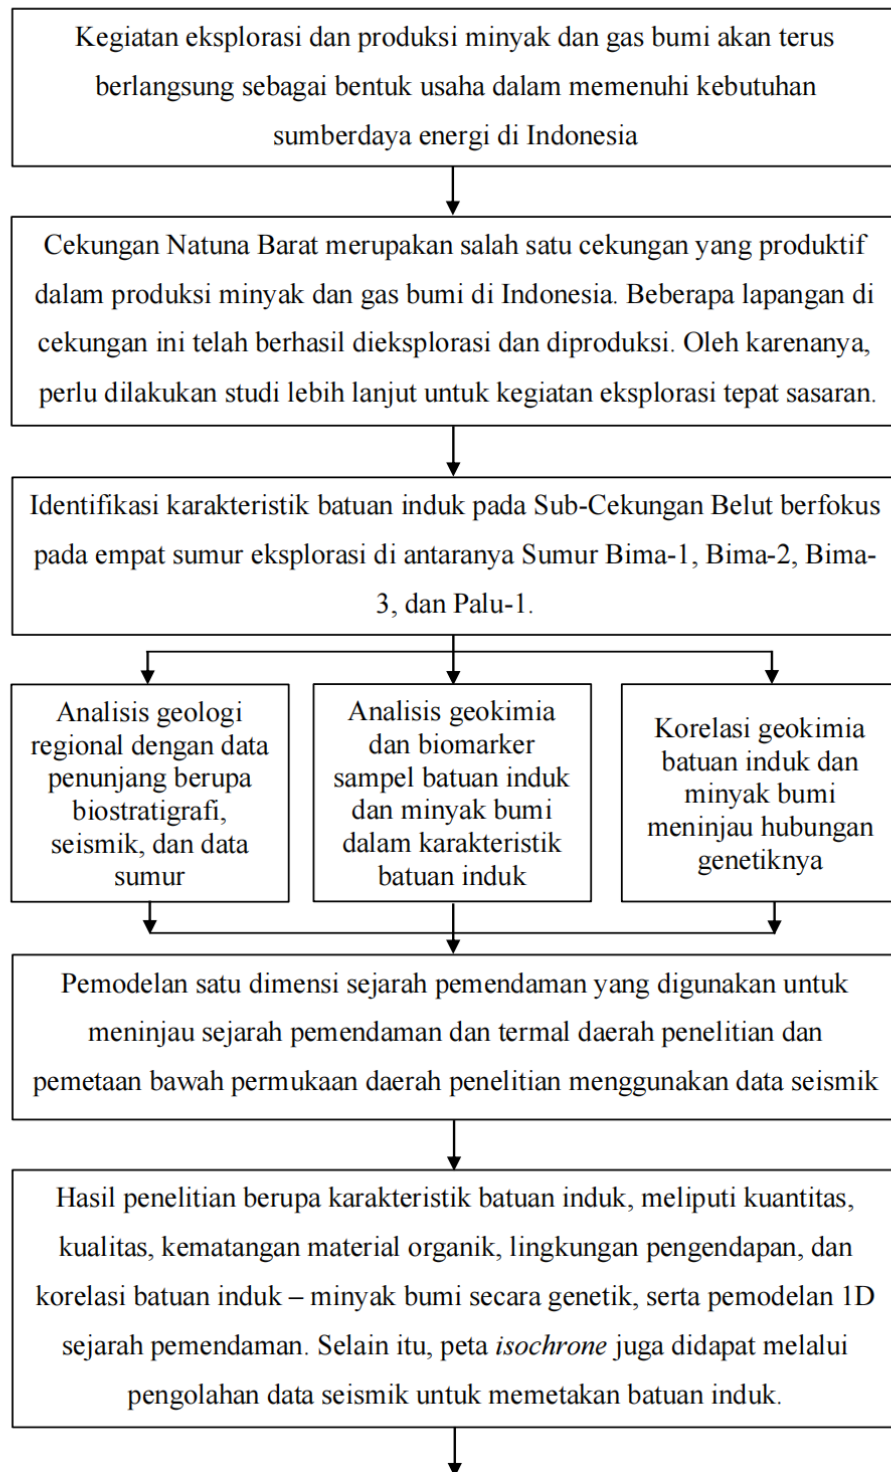 Kegiatan eksplorasi dan produksi minyak dan gas bumi akan terus
berlangsung sebagai bentuk usaha dalam memenuhi kebutuhan
sumberdaya energi di Indonesia
Cekungan Natuna Barat merupakan salah satu cekungan yang produktif
dalam produksi minyak dan gas bumi di Indonesia. Beberapa lapangan di
cekungan ini telah berhasil dieksplorasi dan diproduksi. Oleh karenanya,
perlu dilakukan studi lebih lanjut untuk kegiatan eksplorasi tepat sasaran.
Identifikasi karakteristik batuan induk pada Sub-Cekungan Belut berfokus
pada empat sumur eksplorasi di antaranya Sumur Bima-1, Bima-2, Bima-
3, dan Palu-1.
Analisis geologi
regional dengan data
penunjang berupa
biostratigrafi,
seismik, dan data
sumur
Analisis geokimia
dan biomarker
sampel batuan induk
dan minyak bumi
dalam karakteristik
batuan induk
Korelasi geokimia
batuan induk dan
minyak bumi
meninjau hubungan
genetiknya
Pemodelan satu dimensi sejarah pemendaman yang digunakan untuk
meninjau sejarah pemendaman dan termal daerah penelitian dan
pemetaan bawah permukaan daerah penelitian menggunakan data seismik
Hasil penelitian berupa karakteristik batuan induk, meliputi kuantitas,
kualitas, kematangan material organik, lingkungan pengendapan, dan
korelasi batuan induk – minyak bumi secara genetik, serta pemodelan 1D
sejarah pemendaman. Selain itu, peta isochrone juga didapat melalui
pengolahan data seismik untuk memetakan batuan induk.